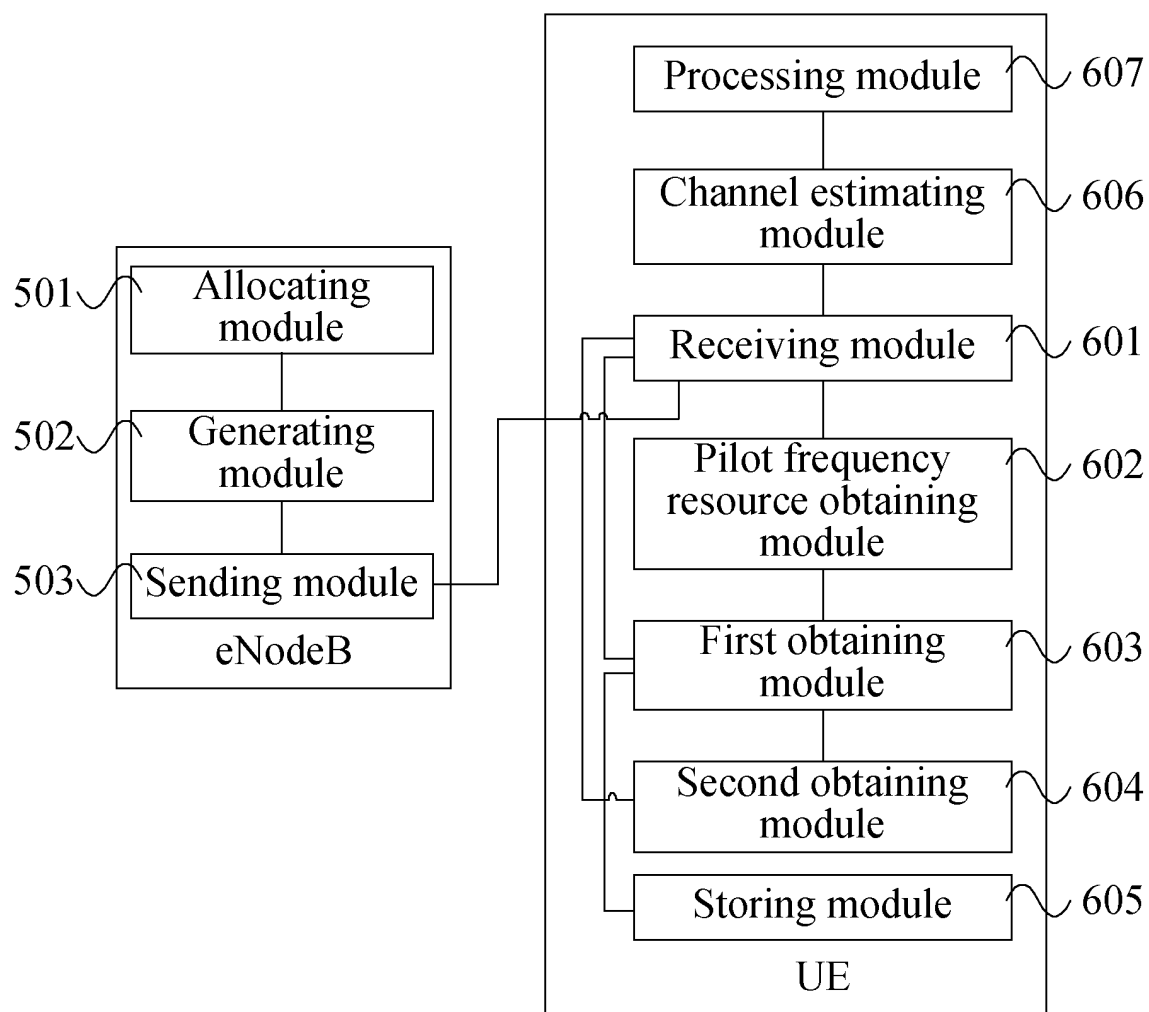 501
Allocating
module
502
Generating
module
503
Sending module
eNodeB
Processing module
607
Channel estimating
module
606
Receiving module
601
Pilot frequency
resource obtaining
module
602
First obtaining
module
603
Second obtaining
module
604
Storing module
605
UE